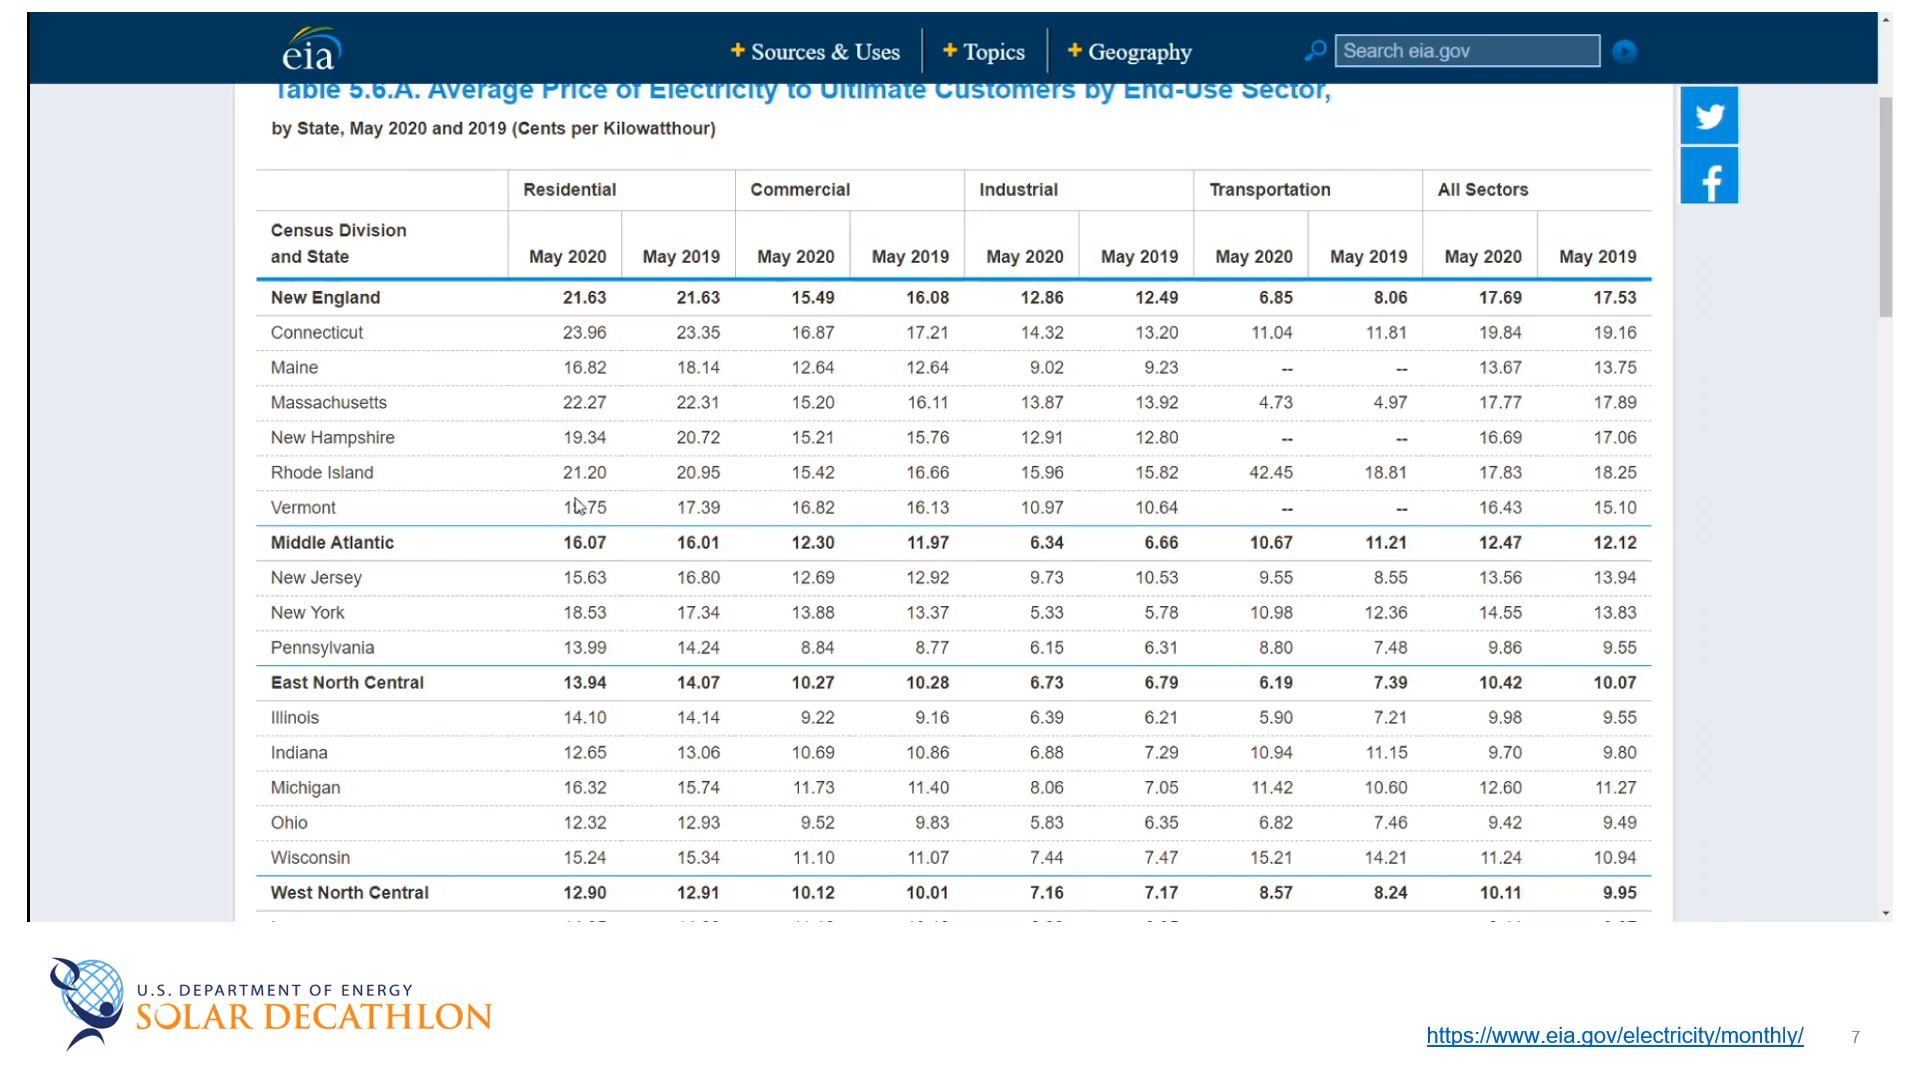 eia
+ Sources & Uses + Topics + Geography Search eia.gov
Table 5.6.A. Average Price of Electricity to Ultimate Customers by End-Use Sector,
by State, May 2020 and 2019 (Cents per Kilowatthour)
Residential Commercial Industrial Transportation All Sectors
Census Division
and State May 2020 May 2019 May 2020 May 2019 May 2020 May 2019 May 2020 May 2019 May 2020 May 2019
New England 21.63 21.63 15.49 16.08 12.86 12.49 6.85 8.06 17.69 17.53
Connecticut 23.96 23.35 16.87 17.21 14.32 13.20 11.04 11.81 19.84 19.16
Maine 16.82 18.14 12.64 12.64 9.02 9.23 -- -- 13.67 13.75
Massachusetts 22.27 22.31 15.20 16.11 13.87 13.92 4.73 4.97 17.77 17.89
New Hampshire 19.34 20.72 15.21 15.76 12.91 12.80 -- -- 16.69 17.06
Rhode Island 21.20 20.95 15.42 16.66 15.96 15.82 42.45 18.81 17.83 18.25
Vermont 17.39 16.82 16.13 10.97 10.64 -- -- 16.43 15.10
Middle Atlantic 16.07 16.01 12.30 11.97 6.34 6.66 10.67 11.21 12.47 12.12
New Jersey 15.63 16.80 12.69 12.92 9.73 10.53 9.55 8.55 13.56 13.94
New York 18.53 17.34 13.88 13.37 5.33 5.78 10.98 12.36 14.55 13.83
Pennsylvania 13.99 14.24 8.84 8.77 6.15 6.31 8.80 7.48 9.86 9.55
East North Central 13.94 14.07 10.27 10.28 6.73 6.79 6.19 7.39 10.42 10.07
Illinois 14.10 14.14 9.22 9.16 6.39 6.21 5.90 7.21 9.98 9.55
Indiana 12.65 13.06 10.69 10.86 6.88 7.29 10.94 11.15 9.70 9.80
Michigan 16.32 15.74 11.73 11.40 8.06 7.05 11.42 10.60 12.60 11.27
Ohio 12.32 12.93 9.52 9.83 5.83 6.35 6.82 7.46 9.42 9.49
Wisconsin 15.24 15.34 11.10 11.07 7.44 7.47 15.21 14.21 11.24 10.94
West North Central 12.90 12.91 10.12 10.01 7.16 7.17 8.57 8.24 10.11 9.95
U.S. DEPARTMENT OF ENERGY
SOLAR DECATHLON
https://www.eia.gov/electricity/monthly/ 7